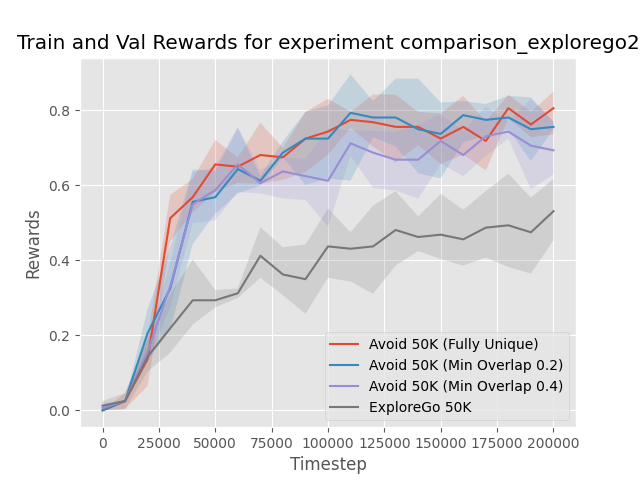 Train and Val Rewards for experiment comparison_explorego2
Rewards
0.8
0.6
0.4
0.2
0.0
Avoid 50K (Fully Unique)
Avoid 50K (Min Overlap 0.2)
Avoid 50K (Min Overlap 0.4)
ExploreGo 50K
0 25000 50000 75000 100000 125000 150000 175000 200000
Timestep